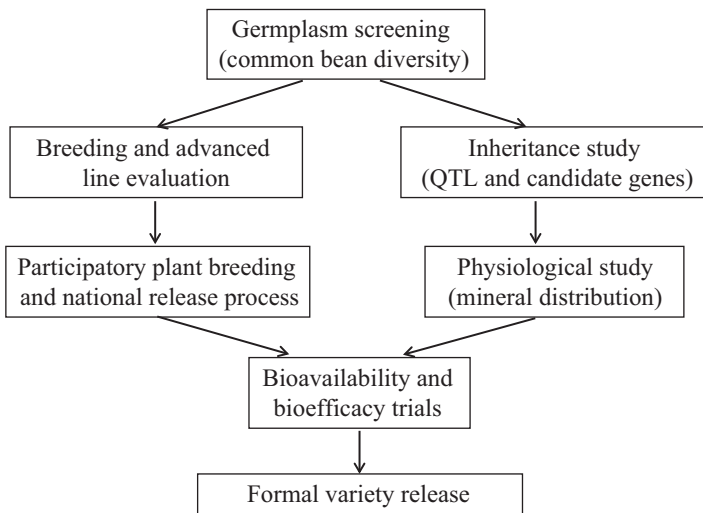 Germplasm screening
(common bean diversity)
Breeding and advanced
line evaluation
Inheritance study
(QTL and candidate genes)
Participatory plant breeding
and national release process
Physiological study
(mineral distribution)
Bioavailability and
bioefficacy trials
Formal variety release